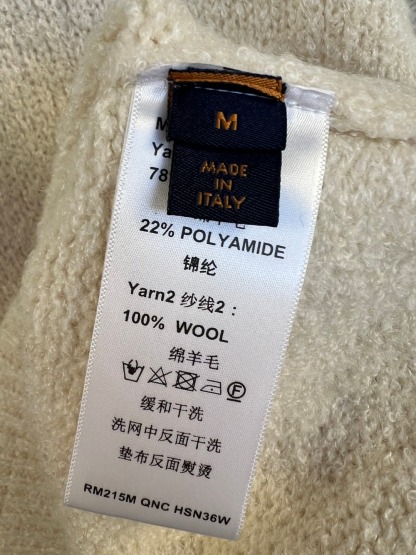 M
MADE
IN
ITALY
78
22% POLYAMIDE
锦纶
Yarn2 纱线2：
100% WOOL
绵羊毛
缓和干洗
洗网中反面干洗
垫布反面熨烫
RM215M QNC HSN36W